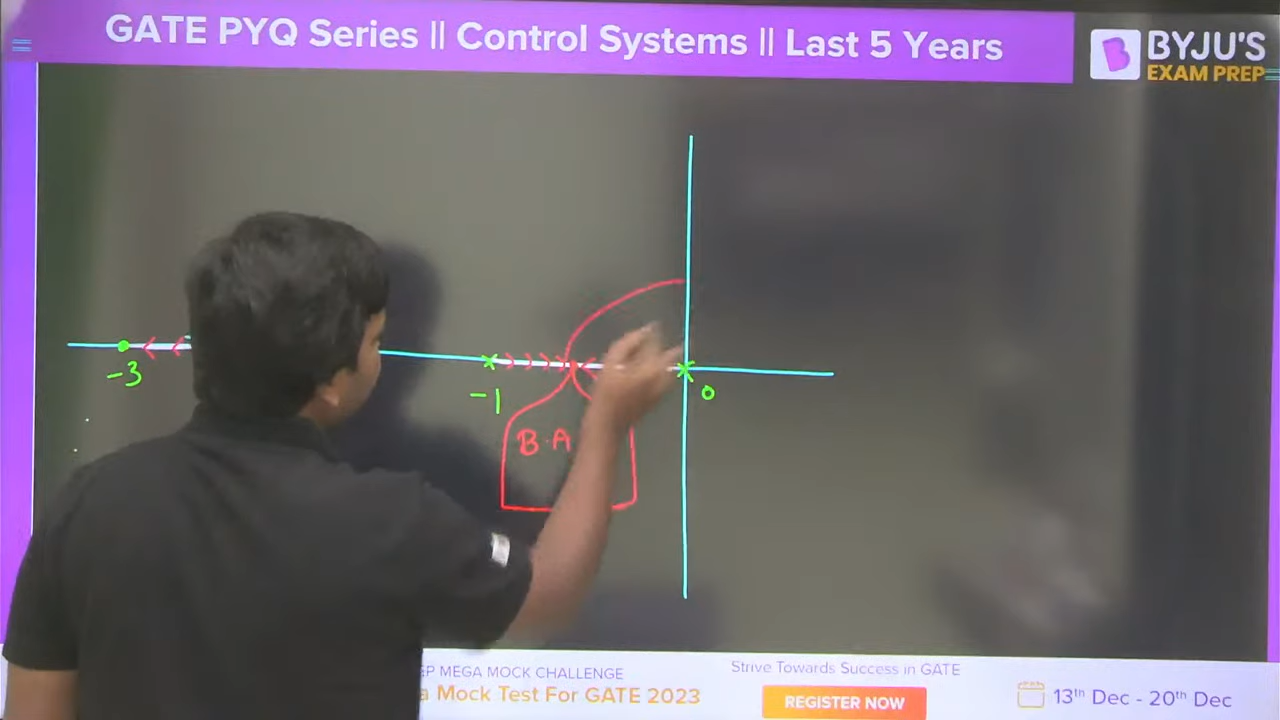 GATE PYQ Series || Control Systems || Last 5 Years
BYJU'S
EXAM PREP
-3
-1
0
B.A
MEGA MOCK CHALLENGE
Mock Test For GATE 2023
Strive Towards Success in GATE
REGISTER NOW
13th Dec - 20th Dec